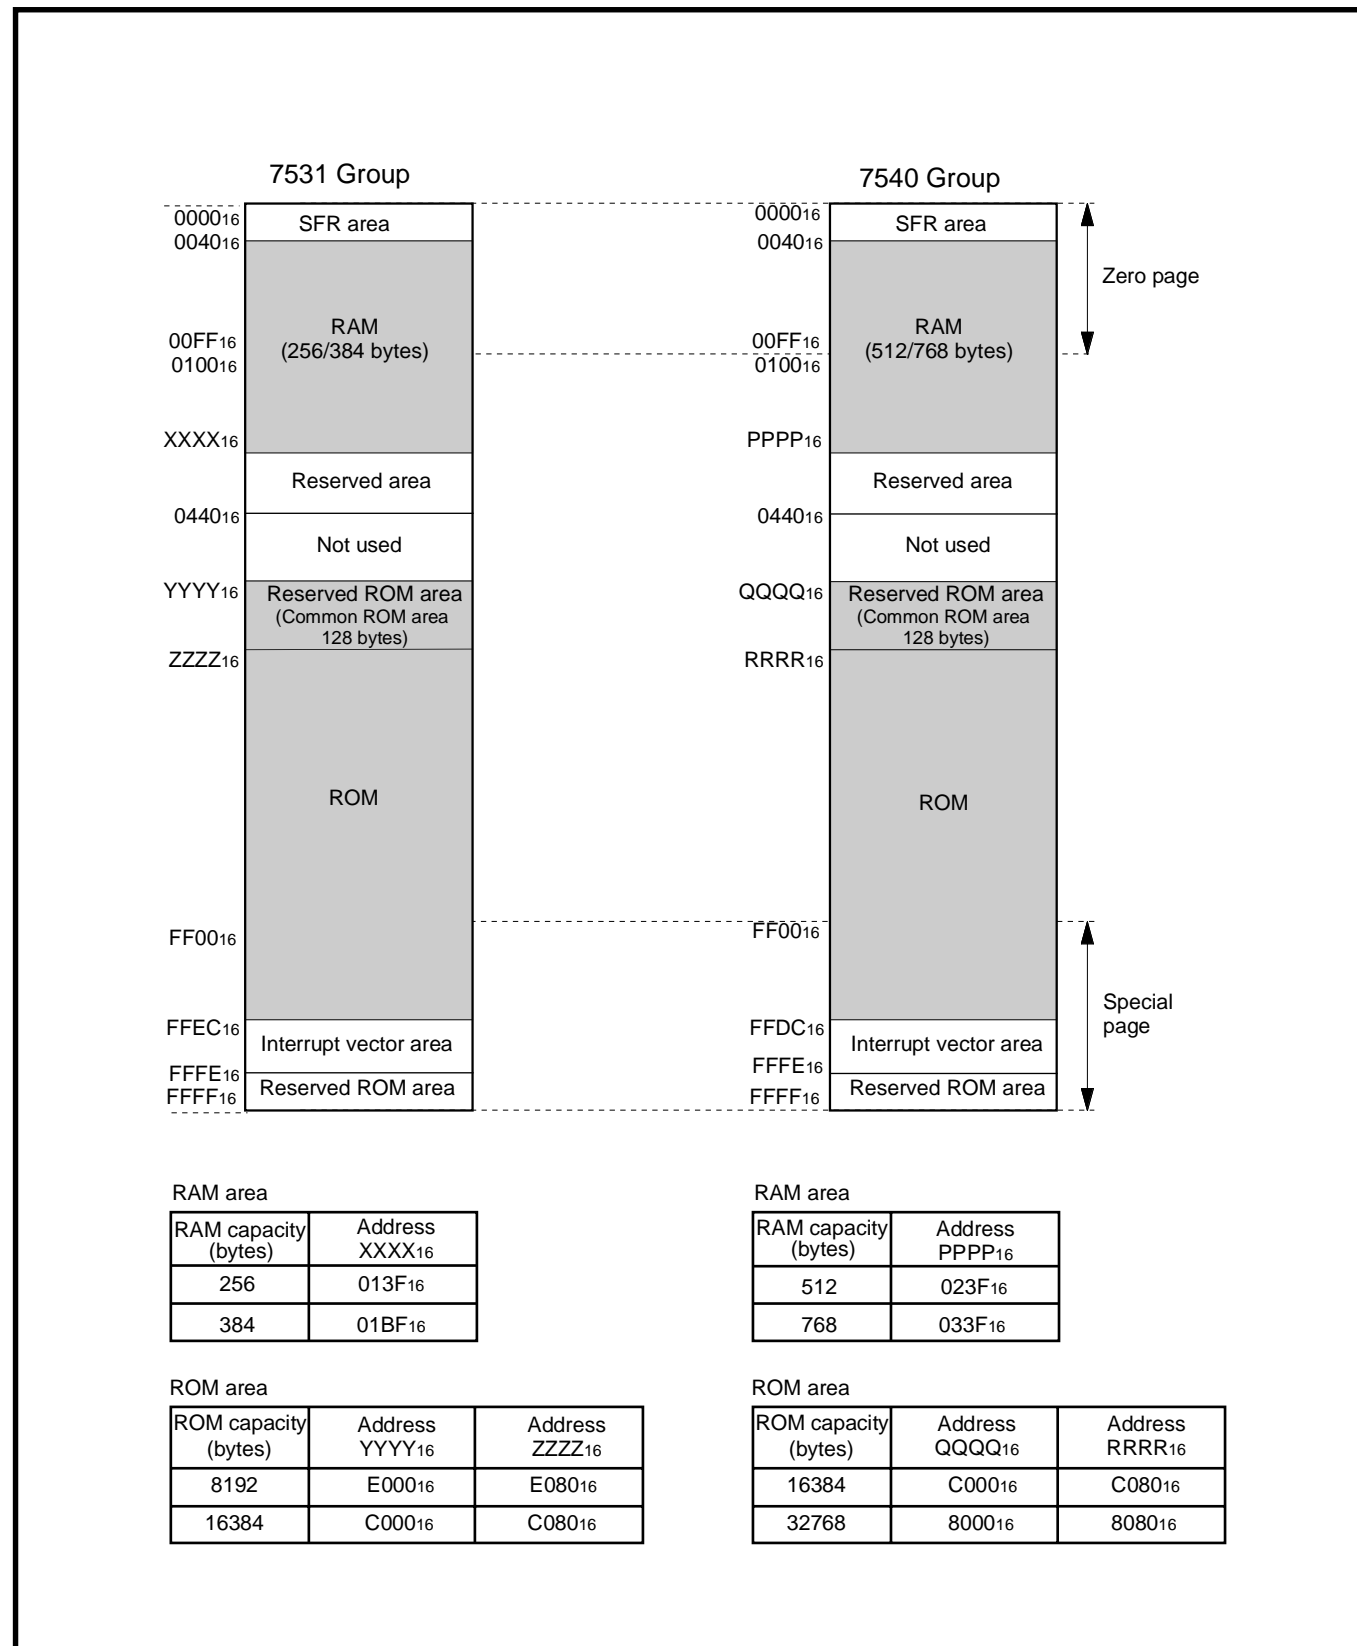 7531 Group
000016
SFR area
004016
RAM
(256/384 bytes)
00FF16
010016
XXXX16
Reserved area
044016
Not used
YYYY16
Reserved ROM area
(Common ROM area
128 bytes)
ZZZZ16
ROM
FF0016
FFEC16
Interrupt vector area
FFFE16
Reserved ROM area
FFFF16
7540 Group
000016
SFR area
004016
RAM
(512/768 bytes)
00FF16
010016
PPPP16
Reserved area
044016
Not used
QQQQ16
Reserved ROM area
(Common ROM area
128 bytes)
RRRR16
ROM
FF0016
FFDC16
Interrupt vector area
FFFE16
Reserved ROM area
FFFF16
Zero page
Special
page
RAM area
RAM capacity
(bytes)
Address
XXXX16
256 013F16
384 01BF16
RAM area
RAM capacity
(bytes)
Address
PPPP16
512 023F16
768 033F16
ROM area
ROM capacity
(bytes)
Address
YYYY16
Address
ZZZZ16
8192 E00016 E08016
16384 C00016 C08016
ROM area
ROM capacity
(bytes)
Address
QQQQ16
Address
RRRR16
16384 C00016 C08016
32768 800016 808016